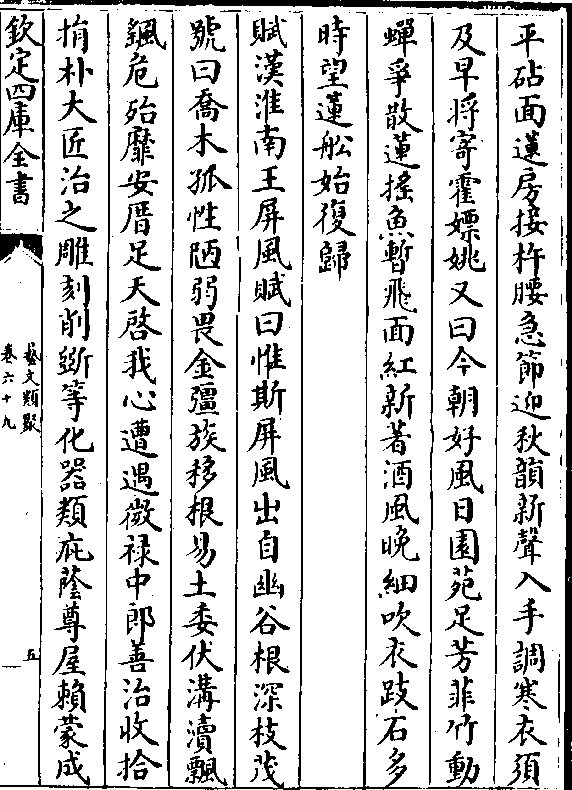 平砧面蓮房接杵腰急節迎秋韻新聲入手調寒衣須
及早將寄霍嫖姚又曰今朝好風日園苑足芳菲竹動
蟬爭散蓮搖魚暫飛面紅新著酒風晚細吹衣跂石多
時望蓮船始復歸
賦漢淮南王屏風賦曰惟斯屏風出自幽谷根深枝茂
號曰喬木孤性陋弱畏金彊族移根易土委伏溝瀆飄
飄危殆靡安厝足天啓我心遭遇徵祿中郎善治收拾
捐朴大匠治之雕刻削斵等化器類庇蔭尊屋賴蒙成
欽定四庫全書
藝文類聚
卷六十九
五